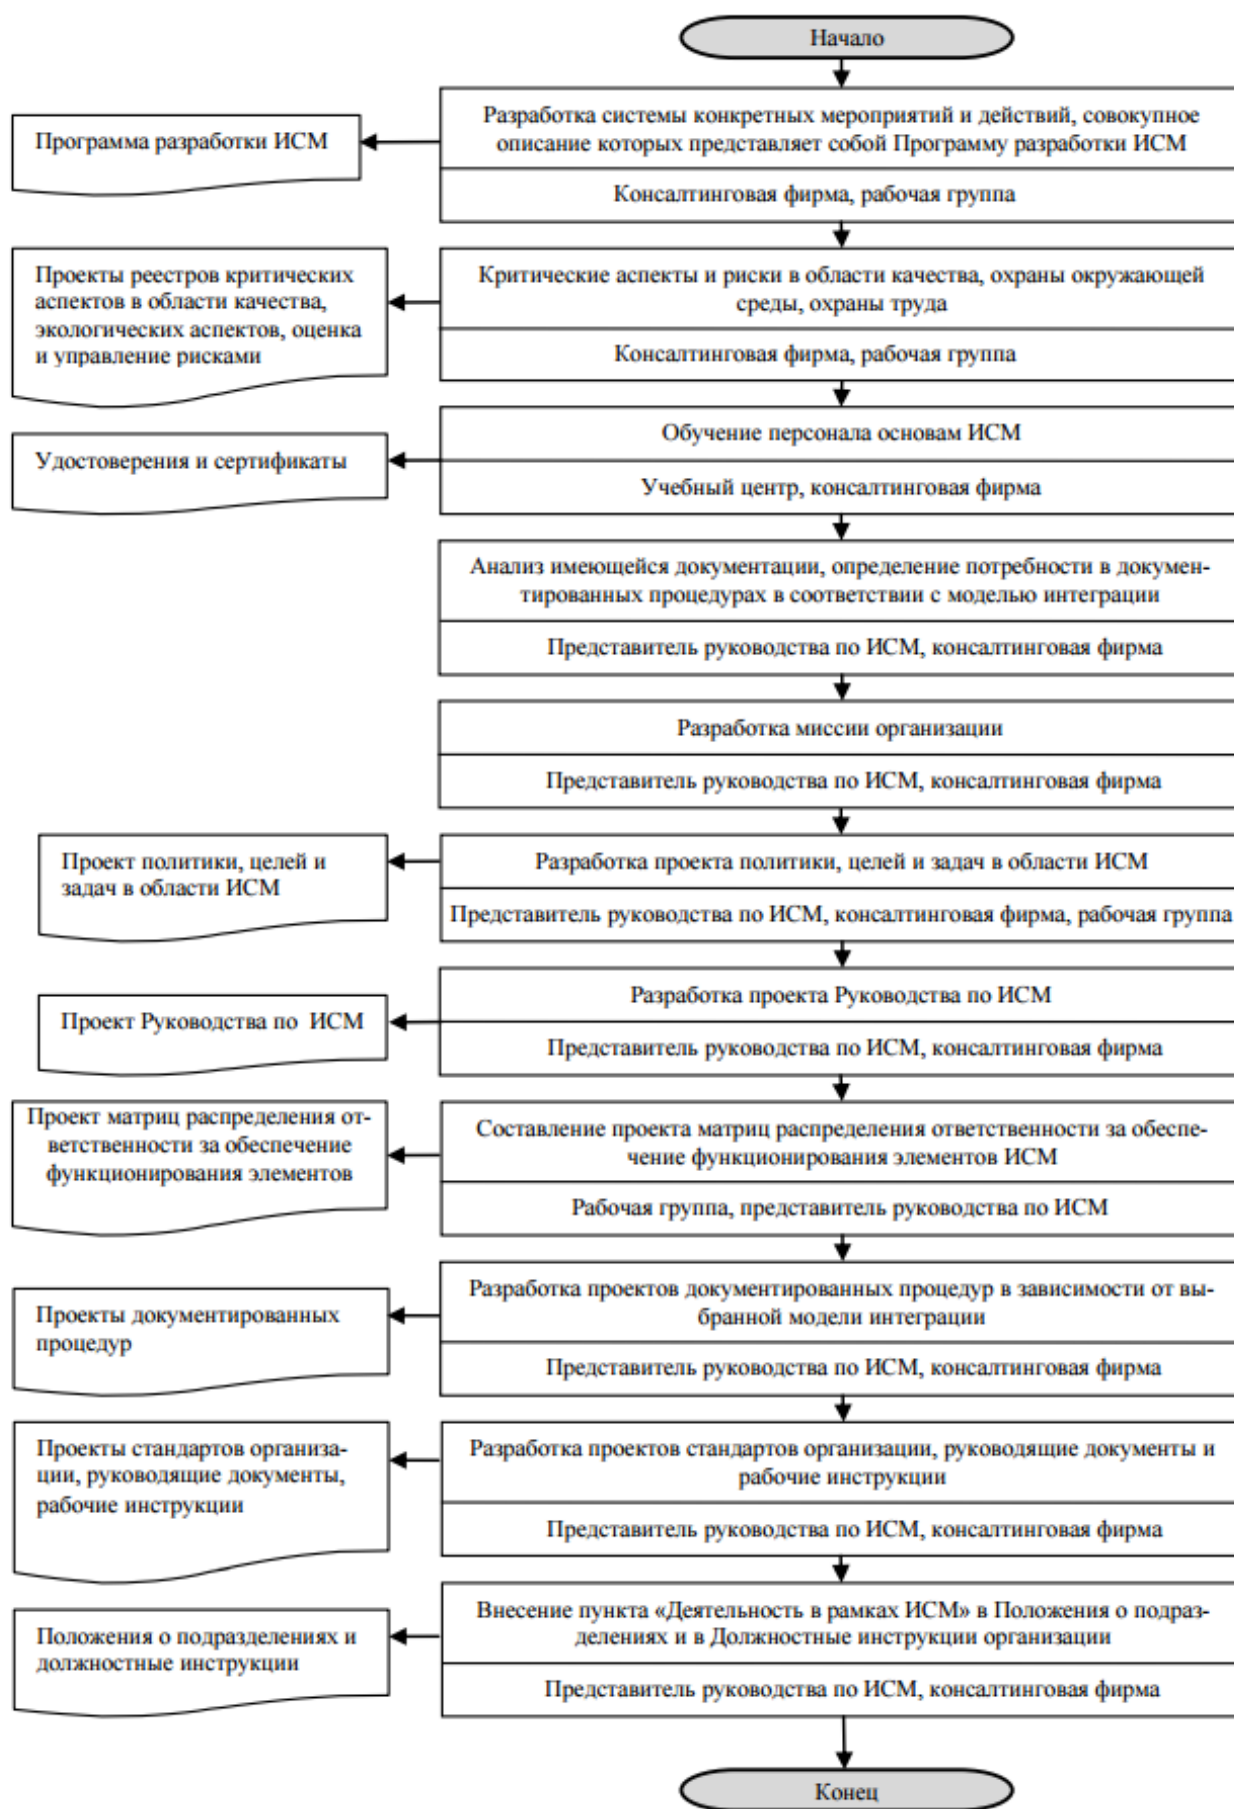 Начало
Разработка системы конкретных мероприятий и действий, совокупное
описание которых представляет собой Программу разработки ИСМ
Программа разработки ИСМ
Консалтинговая фирма, рабочая группа
Проекты реестров критических
аспектов в области качества,
экологических аспектов, оценка
и управление рисками
Критические аспекты и риски в области качества, охраны окружающей
среды, охраны труда
Консалтинговая фирма, рабочая группа
Обучение персонала основам ИСМ
Удостоверения и сертификаты
Учебный центр, консалтинговая фирма
Анализ имеющейся документации, определение потребности в докумен-
тированных процедурах в соответствии с моделью интеграции
Представитель руководства по ИСМ, консалтинговая фирма
Разработка миссии организации
Представитель руководства по ИСМ, консалтинговая фирма
Проект политики, целей и
задач в области ИСМ
Разработка проекта политики, целей и задач в области ИСМ
Представитель руководства по ИСМ, консалтинговая фирма, рабочая группа
Разработка проекта Руководства по ИСМ
Проект Руководства по ИСМ
Представитель руководства по ИСМ, консалтинговая фирма
Проект матриц распределения от-
ветственности за обеспечение
функционирования элементов
Составление проекта матриц распределения ответственности за обеспе-
чение функционирования элементов ИСМ
Рабочая группа, представитель руководства по ИСМ
Разработка проектов документированных процедур в зависимости от вы-
бранной модели интеграции
Проекты документированных
процедур
Представитель руководства по ИСМ, консалтинговая фирма
Проекты стандартов организа-
ции, руководящие документы,
рабочие инструкции
Разработка проектов стандартов организации, руководящие документы и
рабочие инструкции
Представитель руководства по ИСМ, консалтинговая фирма
Внесение пункта «Деятельность в рамках ИСМ» в Положения о подраз-
делениях и в Должностные инструкции организации
Положения о подразделениях и
должностные инструкции
Представитель руководства по ИСМ, консалтинговая фирма
Конец